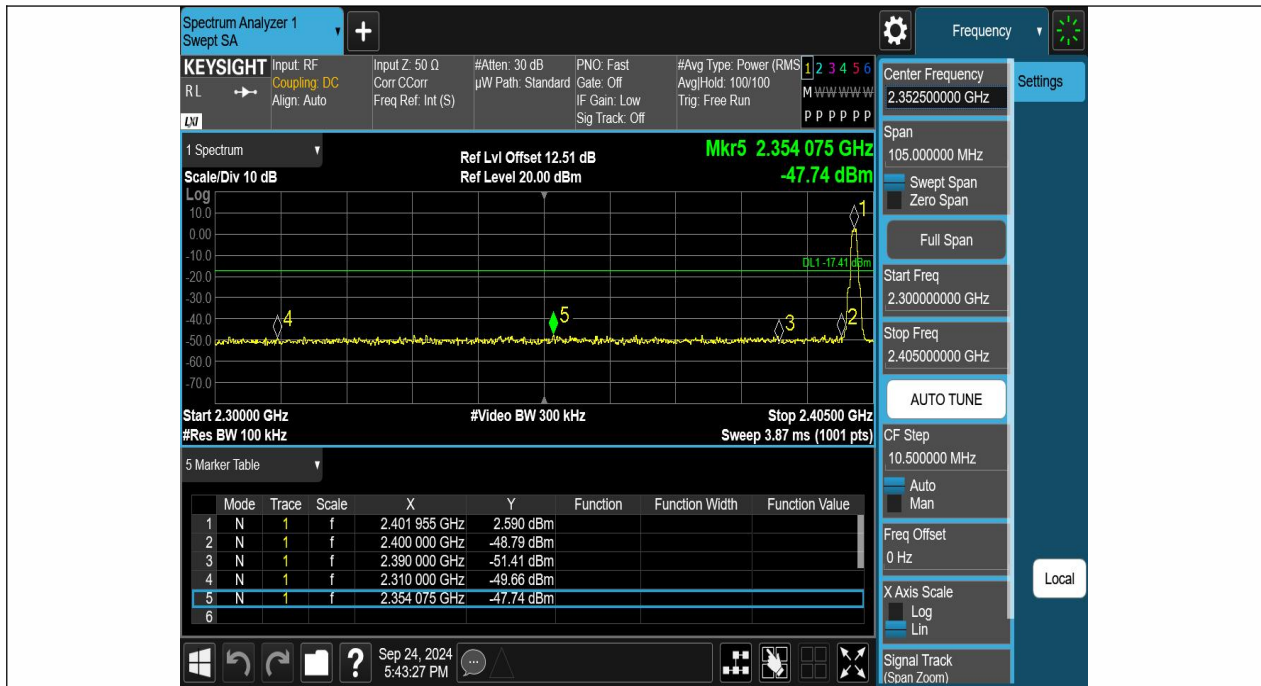 Spectrum Analyzer 1
Swept SA
+
Frequency
KEYSIGHT
RL
LXI
Input: RF
Coupling: DC
Align: Auto
Input Z: 50 Ω
Corr CCorr
Freq Ref: Int (S)
#Atten: 30 dB
µW Path: Standard
PNO: Fast
Gate: Off
IF Gain: Low
Sig Track: Off
#Avg Type: Power (RMS
Avg|Hold: 100/100
Trig: Free Run
1 2 3 4 5 6
M W W W W W
P P P P P P
1 Spectrum
Scale/Div 10 dB
Ref Lvl Offset 12.51 dB
Ref Level 20.00 dBm
Mkr5 2.354 075 GHz
-47.74 dBm
Log
10.0
0.00
-10.0
-20.0
-30.0
-40.0
-50.0
-60.0
-70.0
DL1 -17.41 dBm
1
2
3
4
5
Start 2.30000 GHz
#Video BW 300 kHz
Stop 2.40500 GHz
#Res BW 100 kHz
Sweep 3.87 ms (1001 pts)
5 Marker Table
Mode Trace Scale X Y Function Function Width Function Value
1 N 1 f 2.401 955 GHz 2.590 dBm
2 N 1 f 2.400 000 GHz -48.79 dBm
3 N 1 f 2.390 000 GHz -51.41 dBm
4 N 1 f 2.310 000 GHz -49.66 dBm
5 N 1 f 2.354 075 GHz -47.74 dBm
6
?
Sep 24, 2024
5:43:27 PM
Center Frequency
2.352500000 GHz
Span
105.000000 MHz
Swept Span
Zero Span
Full Span
Start Freq
2.300000000 GHz
Stop Freq
2.405000000 GHz
AUTO TUNE
CF Step
10.500000 MHz
Auto
Man
Freq Offset
0 Hz
X Axis Scale
Log
Lin
Signal Track
(Span Zoom)
Settings
Local